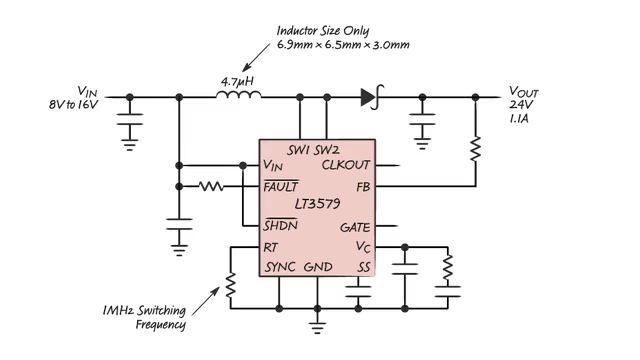 Inductor Size Only
6.9mm × 6.5mm × 3.0mm
4.7µH
VIN
8V to 16V
VOUT
24V
1.1A
SW1 SW2
VIN
CLKOUT
FAULT
FB
LT3579
SHDN
GATE
RT
VC
SYNC GND SS
1MHz Switching
Frequency